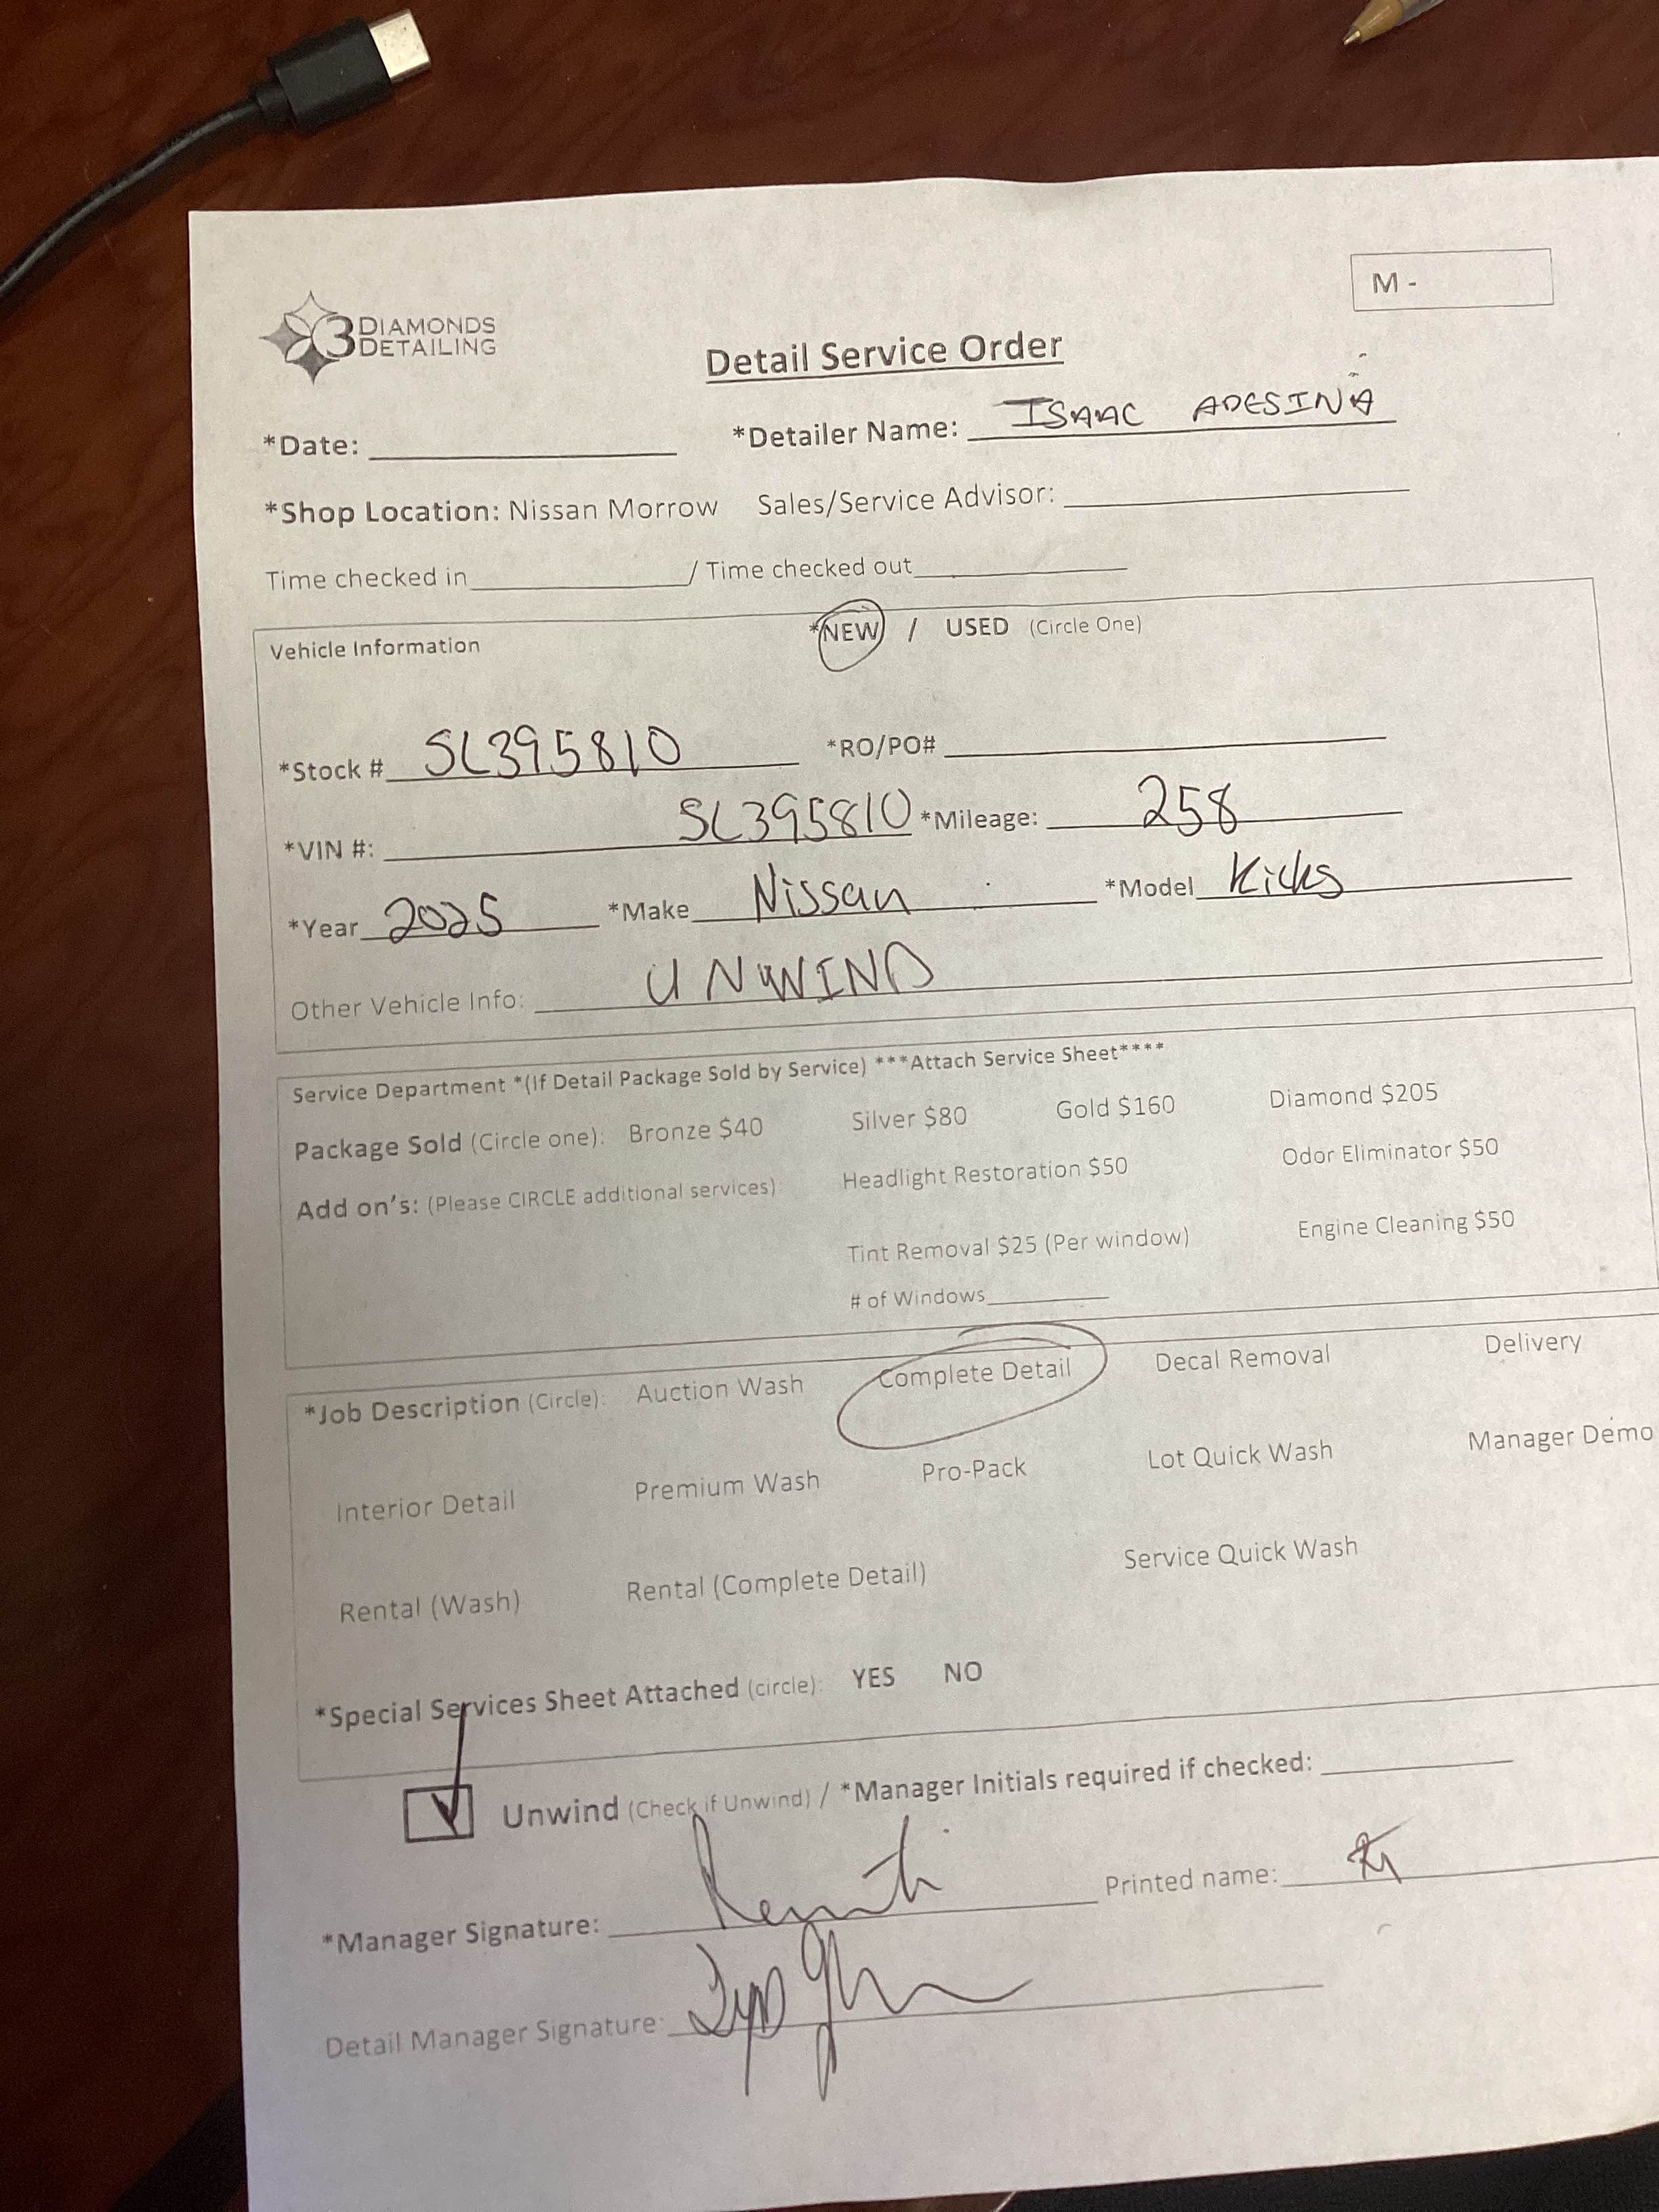 M -
3 DIAMONDS
DETAILING
Detail Service Order
*Date: *Detailer Name: ISAAC ADESINA
*Shop Location: Nissan Morrow Sales/Service Advisor:
Time checked in / Time checked out
Vehicle Information *NEW / USED (Circle One)
*Stock # SL395810 *RO/PO#
*VIN #: SL395810 *Mileage: 258
*Year 2025 *Make Nissan *Model Kicks
Other Vehicle Info: UNWIND
Service Department *(If Detail Package Sold by Service) ***Attach Service Sheet****
Package Sold (Circle one): Bronze $40 Silver $80 Gold $160 Diamond $205
Add on's: (Please CIRCLE additional services) Headlight Restoration $50 Odor Eliminator $50
Tint Removal $25 (Per window) Engine Cleaning $50
# of Windows
*Job Description (Circle): Auction Wash Complete Detail Decal Removal Delivery
Interior Detail Premium Wash Pro-Pack Lot Quick Wash Manager Demo
Rental (Wash) Rental (Complete Detail) Service Quick Wash
*Special Services Sheet Attached (circle): YES NO
Unwind (Check if Unwind) / *Manager Initials required if checked:
*Manager Signature: Printed name:
Detail Manager Signature: